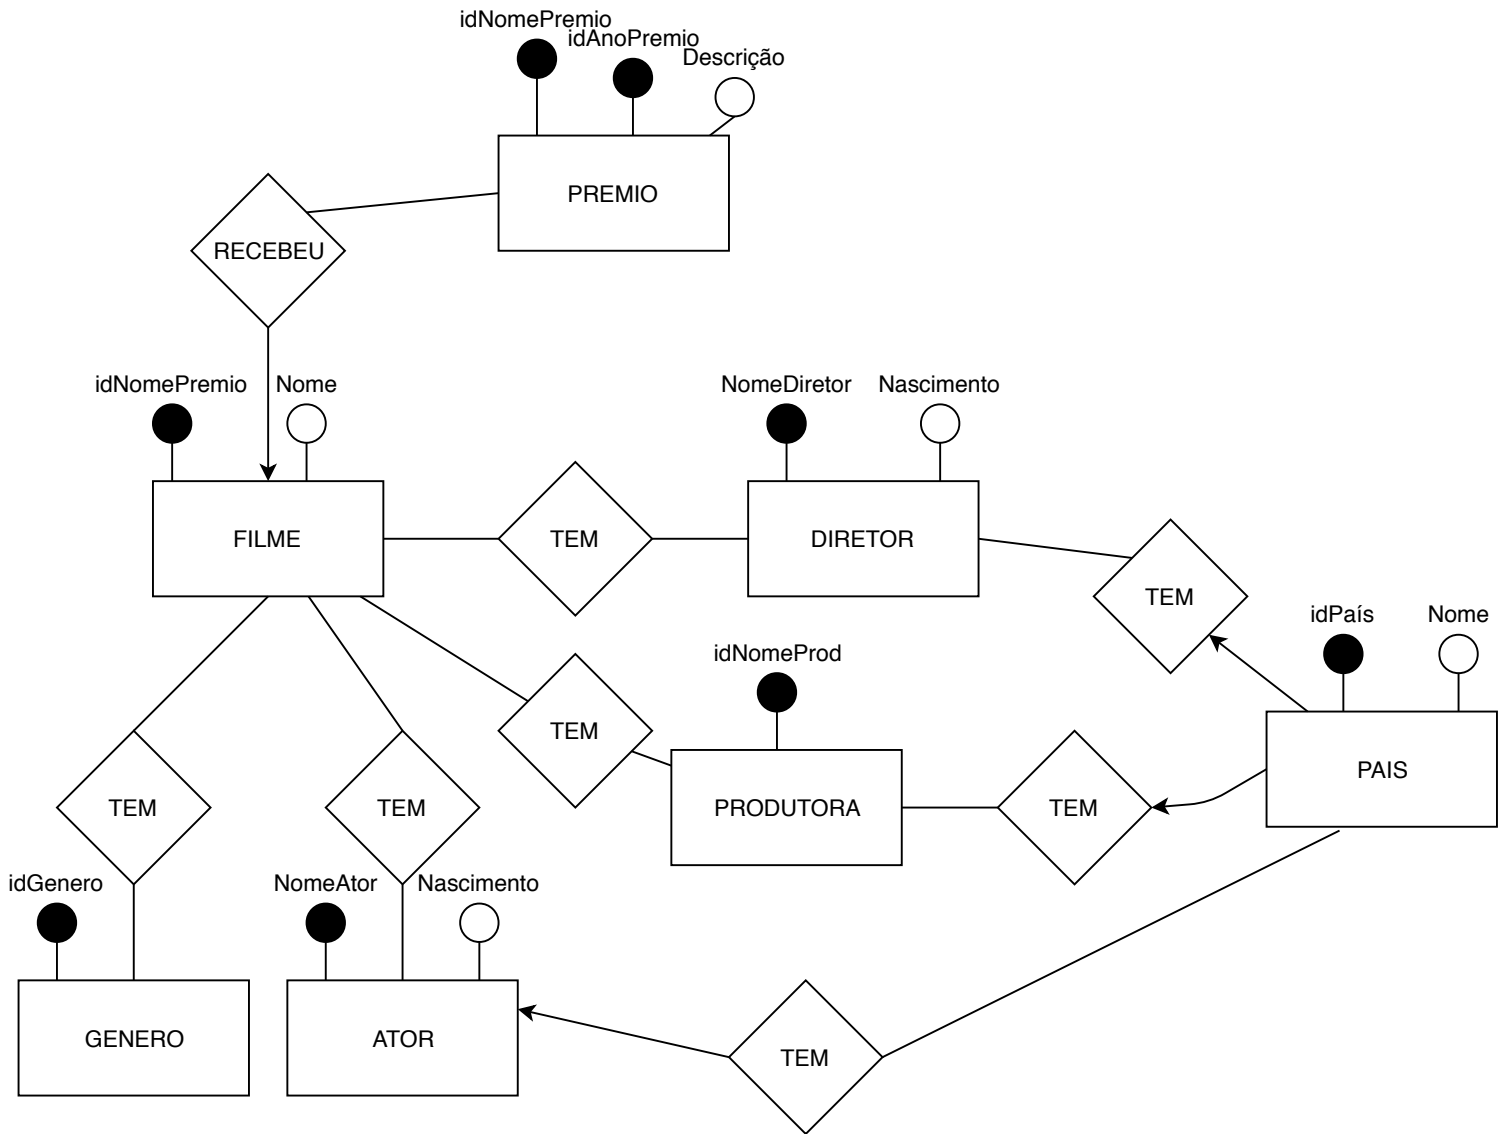 idNomePremio
idAnoPremio
Descrição
PREMIO
RECEBEU
idNomePremio
Nome
NomeDiretor
Nascimento
FILME
TEM
DIRETOR
TEM
idPaís
Nome
idNomeProd
TEM
PAIS
TEM
TEM
PRODUTORA
TEM
idGenero
NomeAtor
Nascimento
GENERO
ATOR
TEM